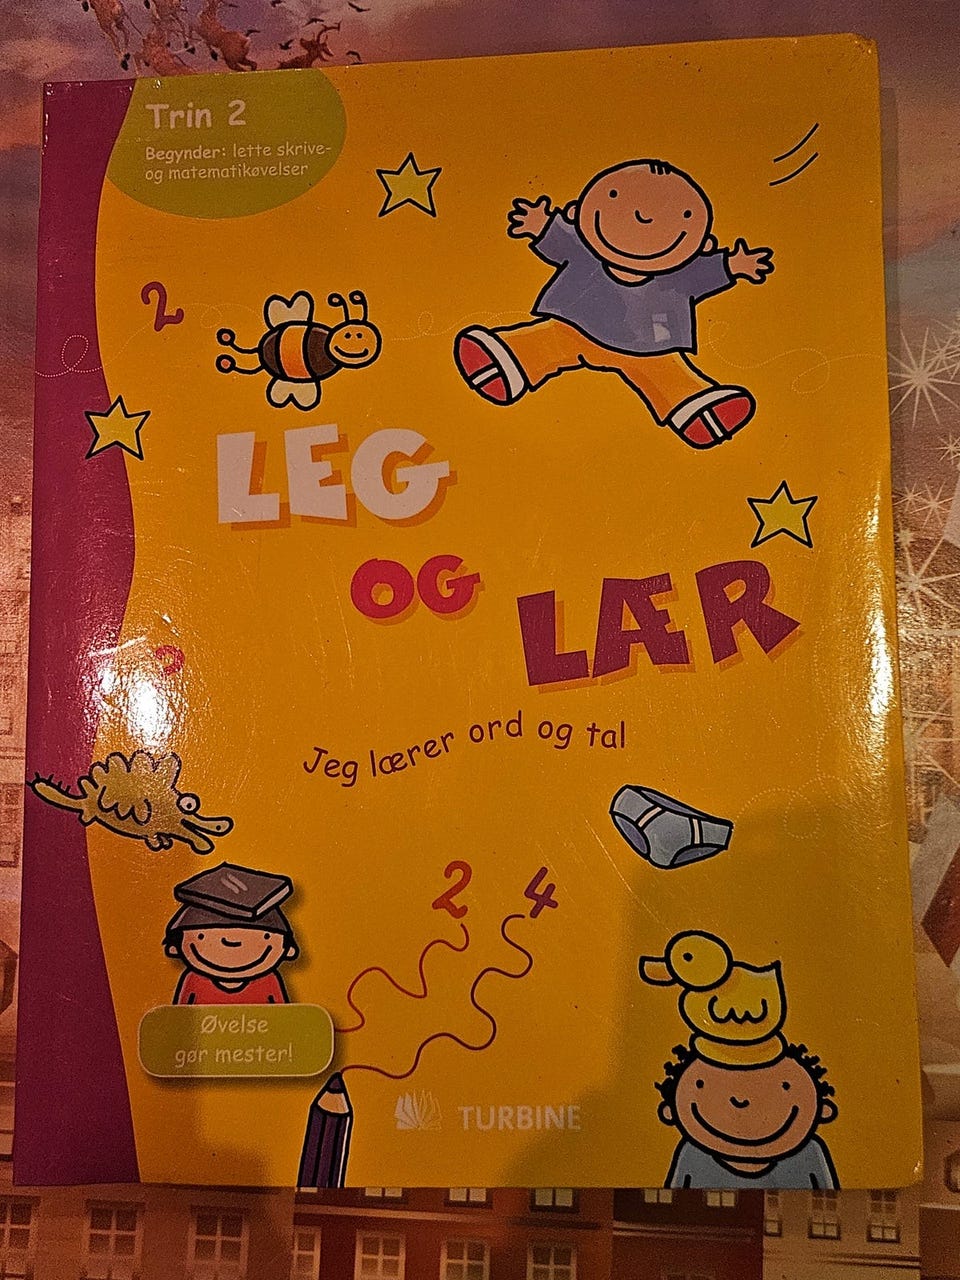 Trin 2
Begynder: lette skrive-
og matematikøvelser
2
LEG
OG
LÆR
Jeg lærer ord og tal
2 4
Øvelse
gør mester!
TURBINE